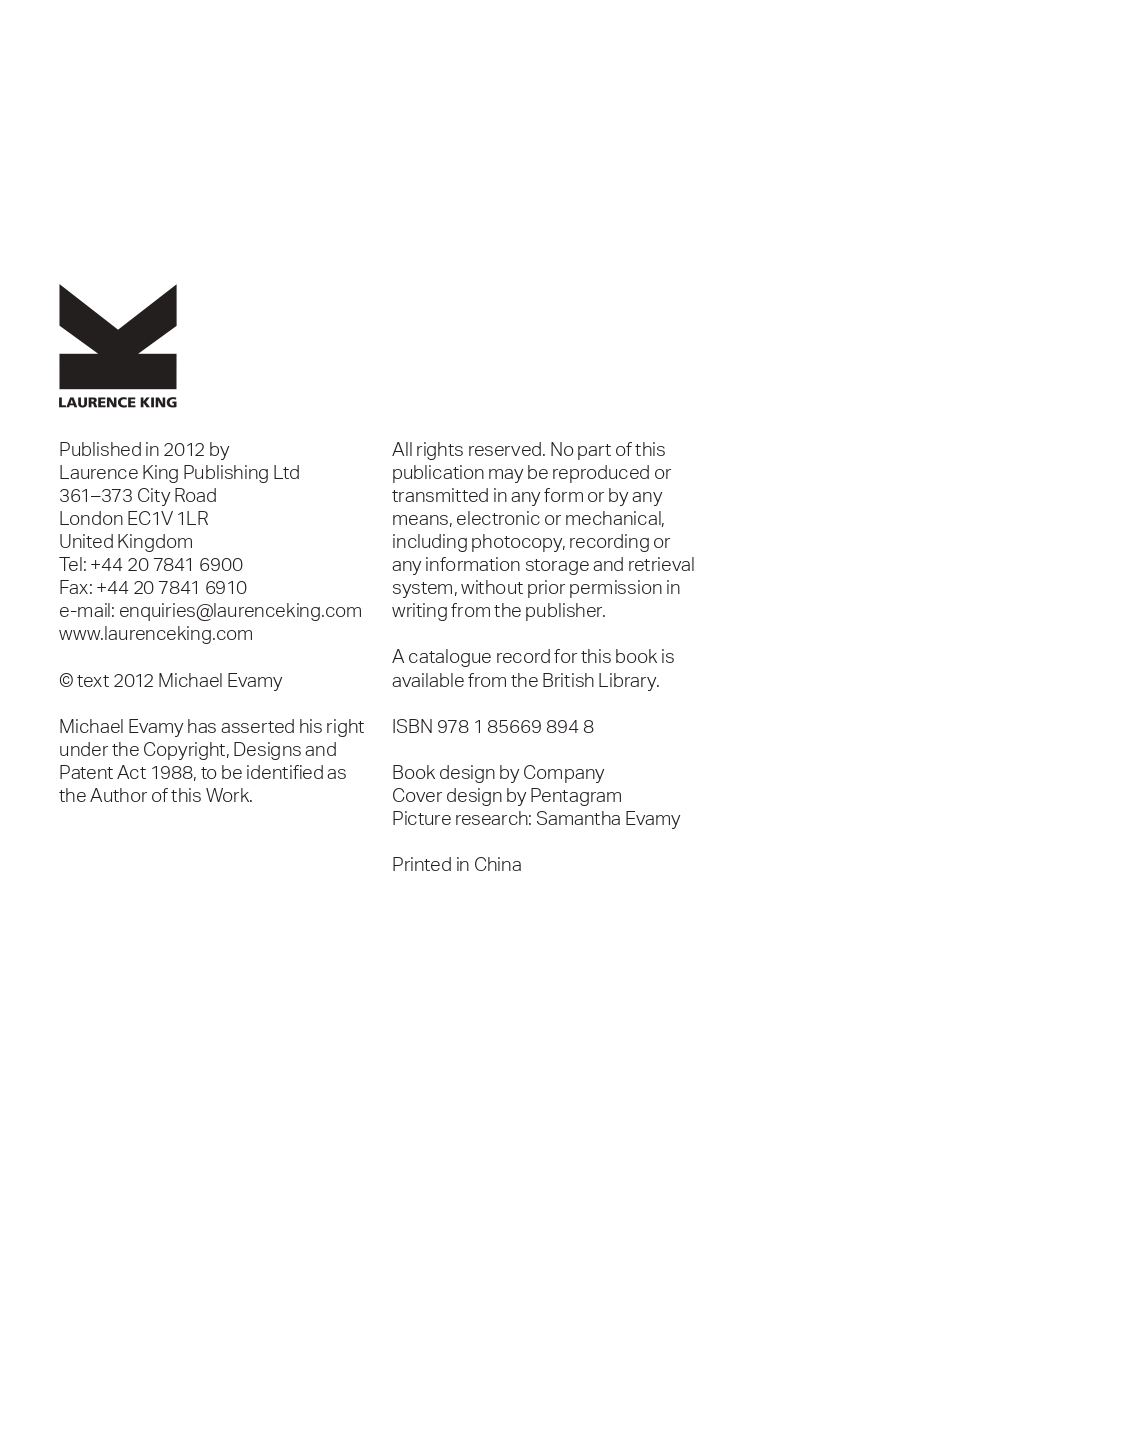 LAURENCE KING
Published in 2012 by
Laurence King Publishing Ltd
361–373 City Road
London EC1V 1LR
United Kingdom
Tel: +44 20 7841 6900
Fax: +44 20 7841 6910
e-mail: enquiries@laurenceking.com
www.laurenceking.com
© text 2012 Michael Evamy
Michael Evamy has asserted his right
under the Copyright, Designs and
Patent Act 1988, to be identified as
the Author of this Work.
All rights reserved. No part of this
publication may be reproduced or
transmitted in any form or by any
means, electronic or mechanical,
including photocopy, recording or
any information storage and retrieval
system, without prior permission in
writing from the publisher.
A catalogue record for this book is
available from the British Library.
ISBN 978 1 85669 894 8
Book design by Company
Cover design by Pentagram
Picture research: Samantha Evamy
Printed in China